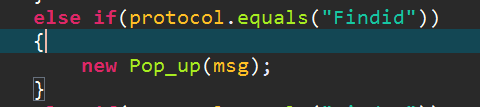 else if(protocol.equals("Findid"))
{
new Pop_up(msg);
}